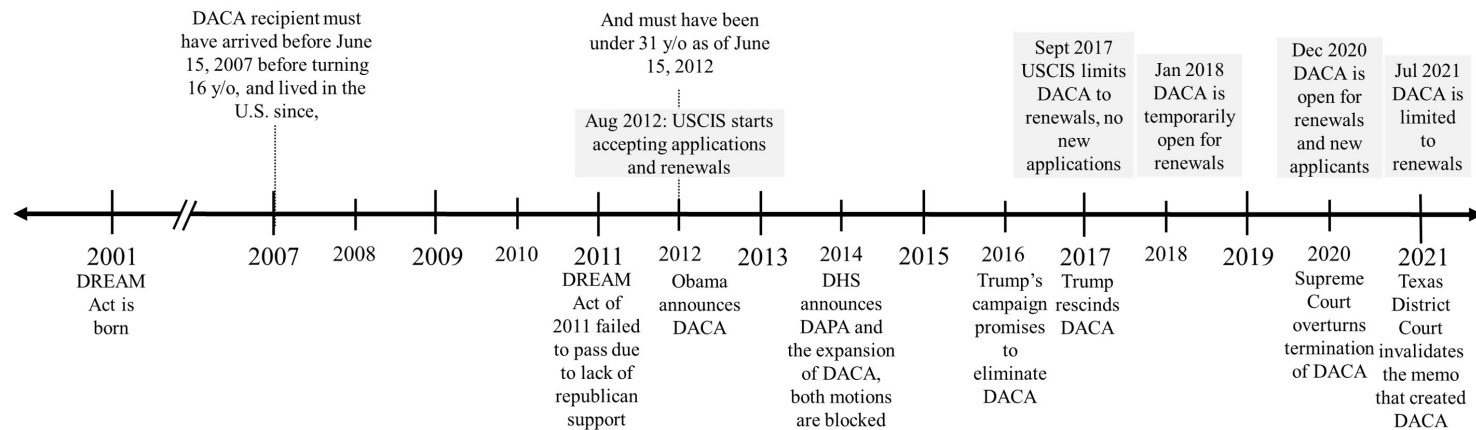 DACA recipient must
have arrived before June
15, 2007 before turning
16 y/o, and lived in the
U.S. since,
And must have been
under 31 y/o as of June
15, 2012
Aug 2012: USCIS starts
accepting applications
and renewals
Sept 2017
USCIS limits
DACA to
renewals, no
new
applications
Jan 2018
DACA is
temporarily
open for
renewals
Dec 2020
DACA is
open for
renewals
and new
applicants
Jul 2021
DACA is
limited to
renewals
2001
DREAM
Act is
born
2007
2008
2009
2010
2011
DREAM
Act of
2011 failed
to pass due
to lack of
republican
support
2012
Obama
announces
DACA
2013
2014
DHS
announces
DAPA and
the expansion
of DACA,
both motions
are blocked
2015
2016
Trump's
campaign
promises
to
eliminate
DACA
2017
Trump
rescinds
DACA
2018
2019
2020
Supreme
Court
overturns
termination
of DACA
2021
Texas
District
Court
invalidates
the memo
that created
DACA